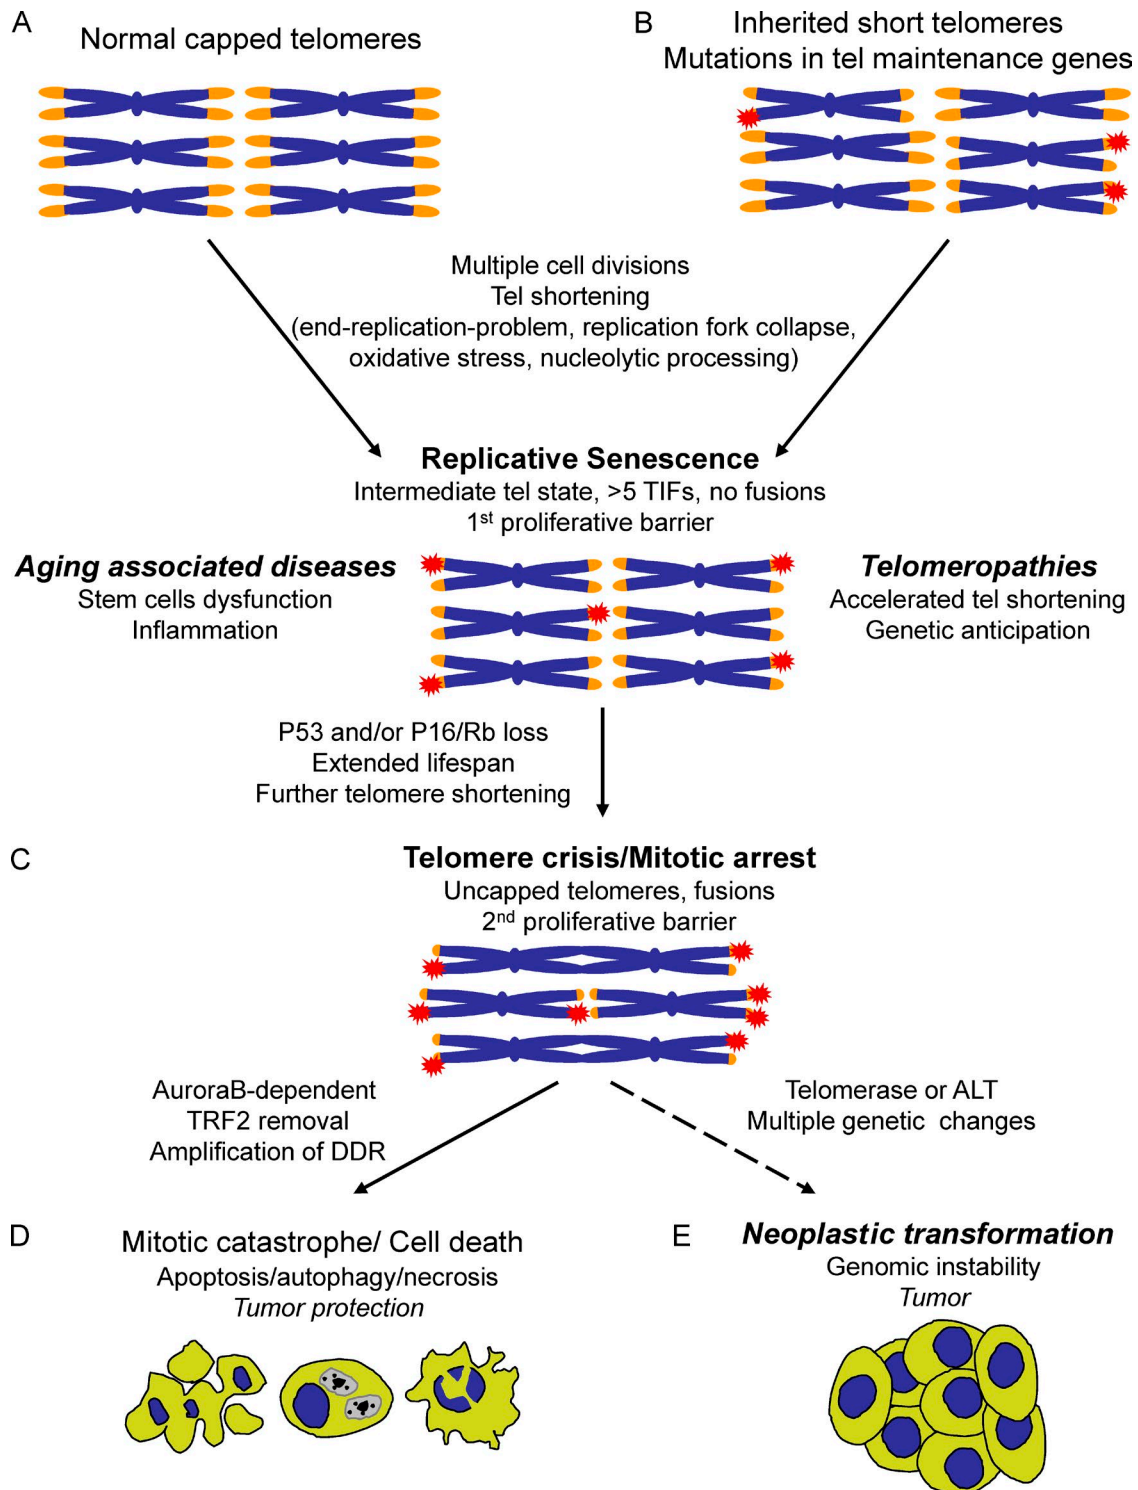 A
Normal capped telomeres
B
Inherited short telomeres
Mutations in tel maintenance genes
Multiple cell divisions
Tel shortening
(end-replication-problem, replication fork collapse,
oxidative stress, nucleolytic processing)
Replicative Senescence
Intermediate tel state, >5 TIFs, no fusions
1st proliferative barrier
Aging associated diseases
Stem cells dysfunction
Inflammation
Telomeropathies
Accelerated tel shortening
Genetic anticipation
P53 and/or P16/Rb loss
Extended lifespan
Further telomere shortening
C
Telomere crisis/Mitotic arrest
Uncapped telomeres, fusions
2nd proliferative barrier
AuroraB-dependent
TRF2 removal
Amplification of DDR
Telomerase or ALT
Multiple genetic changes
D
Mitotic catastrophe/ Cell death
Apoptosis/autophagy/necrosis
Tumor protection
E
Neoplastic transformation
Genomic instability
Tumor